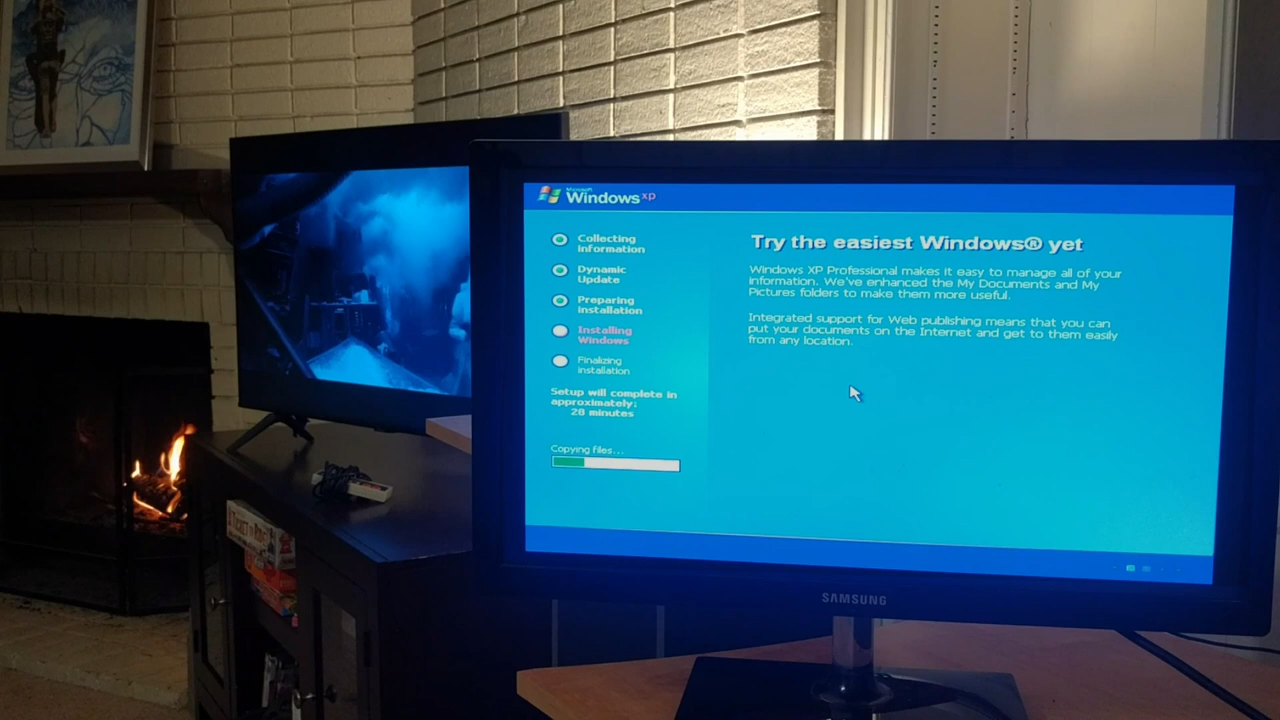 Microsoft
Windows xp
Collecting
information
Dynamic
Update
Preparing
installation
Installing
Windows
Finalizing
installation
Setup will complete in
approximately:
28 minutes
Copying files...
Try the easiest Windows® yet
Windows XP Professional makes it easy to manage all of your
information. We've enhanced the My Documents and My
Pictures folders to make them more useful.
Integrated support for Web publishing means that you can
put your documents on the Internet and get to them easily
from any location.
SAMSUNG